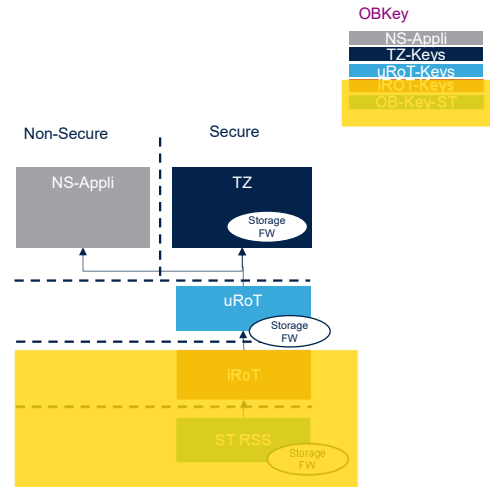 OBKey
NS-Appli
TZ-Keys
uRoT-Keys
iROT-Keys
OB-Key-ST
Non-Secure
Secure
NS-Appli
TZ
Storage
FW
uRoT
Storage
FW
iRoT
ST RSS
Storage
FW